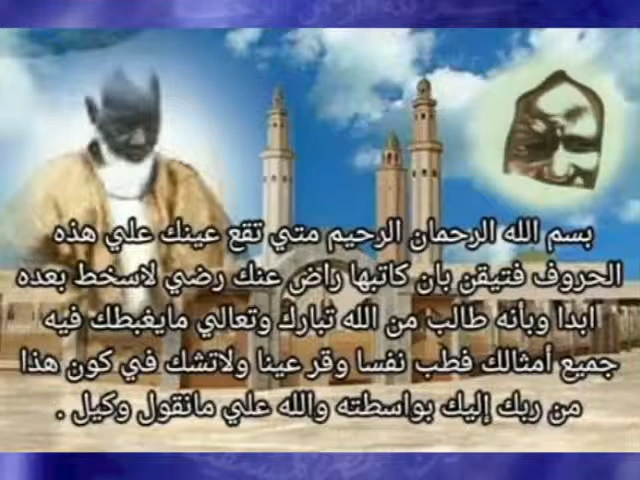 بسم الله الرحمان الرحيم متي تقع عينك علي هذه
الحروف فتيقن بان كاتبها راض عنك رضي لاسخط بعده
ابدا وبأنه طالب من الله تبارك وتعالي مايغبطك فيه
جميع أمثالك فطب نفسا وقر عينا ولاتشك في كون هذا
من ربك إليك بواسطته والله علي مانقول وكيل .